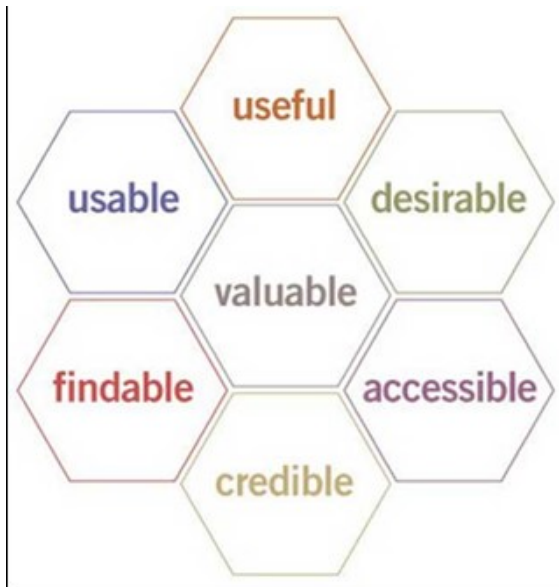 useful
usable
desirable
valuable
findable
accessible
credible